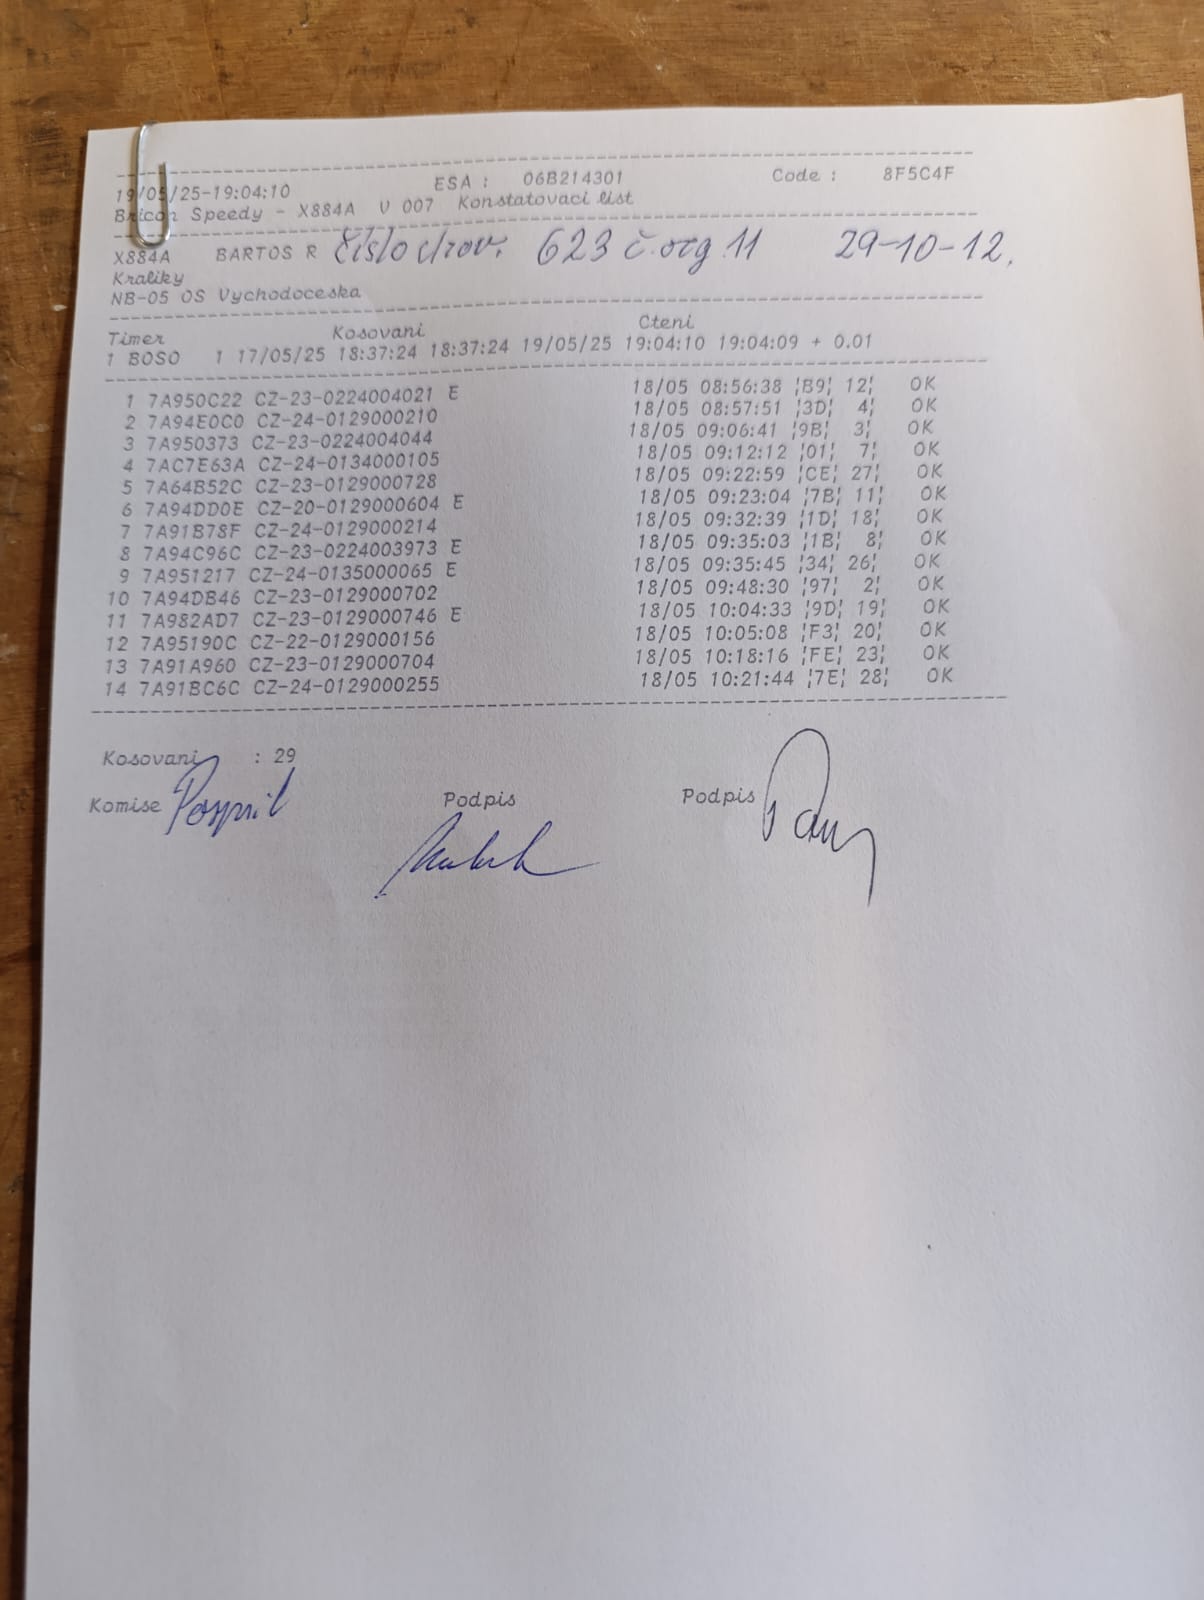 19/05/25-19:04:10 ESA : 06B214301 Code : 8F5C4F
Bricon Speedy - X884A V 007 Konstatovaci list
X884A BARTOS R číslo chov: 623 č.org 11 29-10-12.
Kraliky
NB-05 OS Vychodoceska
Timer Kosovani Cteni
1 BOSO 1 17/05/25 18:37:24 18:37:24 19/05/25 19:04:10 19:04:09 + 0.01
1 7A950C22 CZ-23-0224004021 E 18/05 08:56:38 ¦B9¦ 12¦ OK
2 7A94E0C0 CZ-24-0129000210 18/05 08:57:51 ¦3D¦ 4¦ OK
3 7A950373 CZ-23-0224004044 18/05 09:06:41 ¦9B¦ 3¦ OK
4 7AC7E63A CZ-24-0134000105 18/05 09:12:12 ¦01¦ 7¦ OK
5 7A64B52C CZ-23-0129000728 18/05 09:22:59 ¦CE¦ 27¦ OK
6 7A94DD0E CZ-20-0129000604 E 18/05 09:23:04 ¦7B¦ 11¦ OK
7 7A91B78F CZ-24-0129000214 18/05 09:32:39 ¦1D¦ 18¦ OK
8 7A94C96C CZ-23-0224003973 E 18/05 09:35:03 ¦1B¦ 8¦ OK
9 7A951217 CZ-24-0135000065 E 18/05 09:35:45 ¦34¦ 26¦ OK
10 7A94DB46 CZ-23-0129000702 18/05 09:48:30 ¦97¦ 2¦ OK
11 7A982AD7 CZ-23-0129000746 E 18/05 10:04:33 ¦9D¦ 19¦ OK
12 7A95190C CZ-22-0129000156 18/05 10:05:08 ¦F3¦ 20¦ OK
13 7A91A960 CZ-23-0129000704 18/05 10:18:16 ¦FE¦ 23¦ OK
14 7A91BC6C CZ-24-0129000255 18/05 10:21:44 ¦7E¦ 28¦ OK
Kosovani : 29
Komise Pospíšil Podpis Podpis